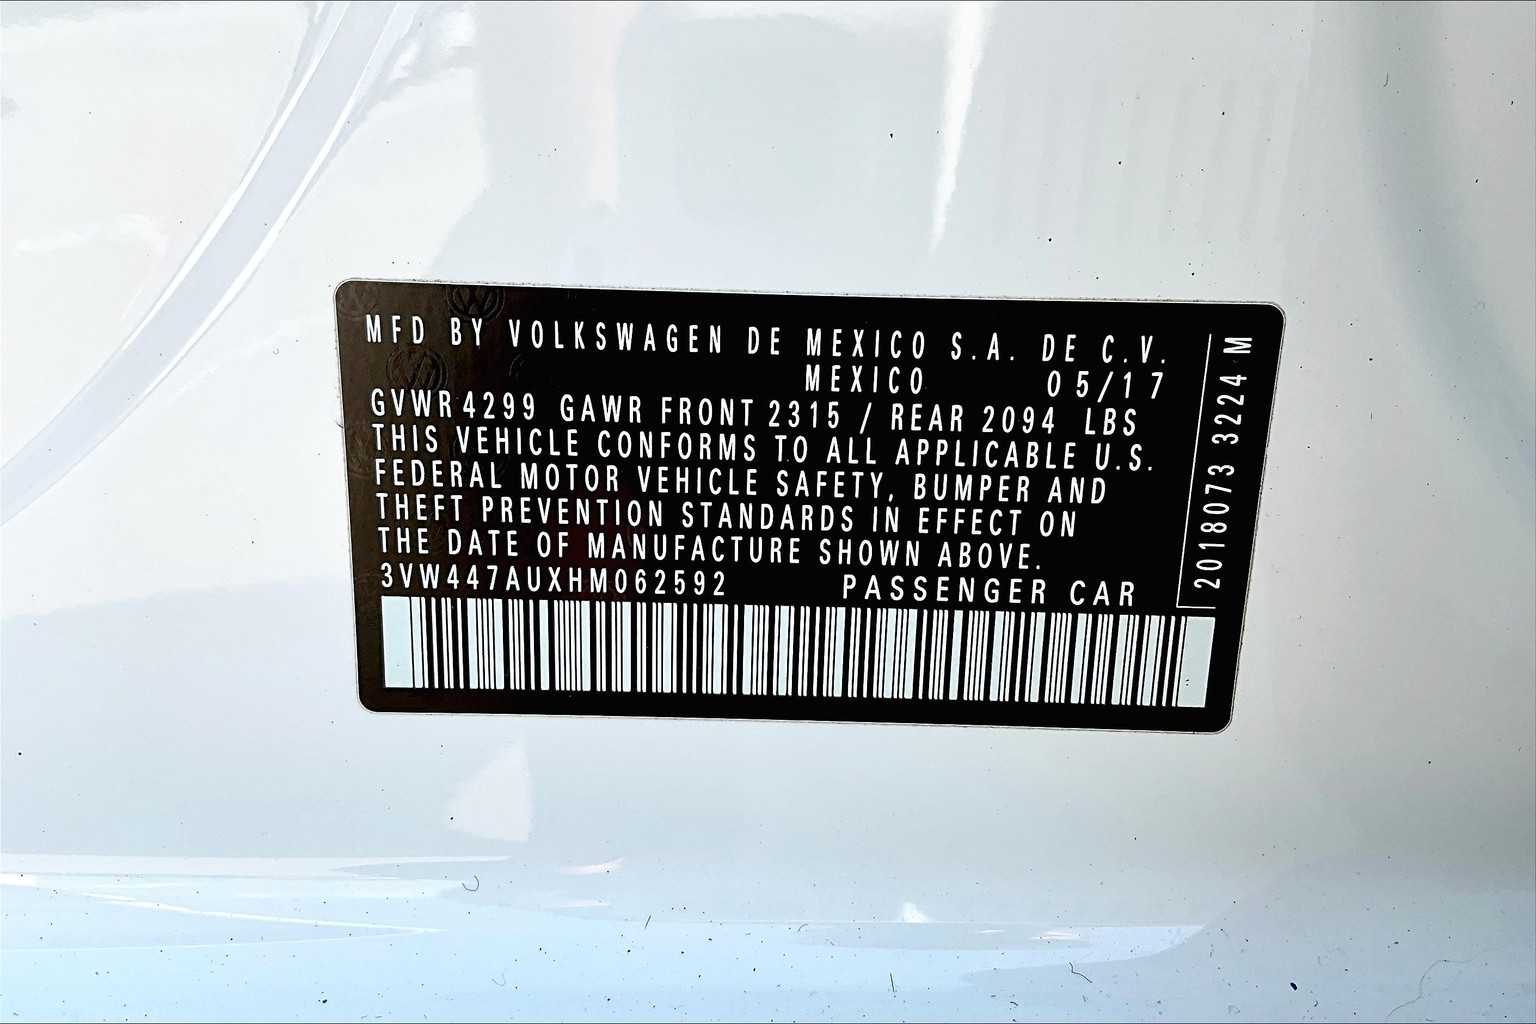 MFD BY VOLKSWAGEN DE MEXICO S.A. DE C.V.
MEXICO 05/17
GVWR 4299 GAWR FRONT 2315 / REAR 2094 LBS
THIS VEHICLE CONFORMS TO ALL APPLICABLE U.S.
FEDERAL MOTOR VEHICLE SAFETY, BUMPER AND
THEFT PREVENTION STANDARDS IN EFFECT ON
THE DATE OF MANUFACTURE SHOWN ABOVE.
3VW447AUXHM062592 PASSENGER CAR
2018073 3224 M